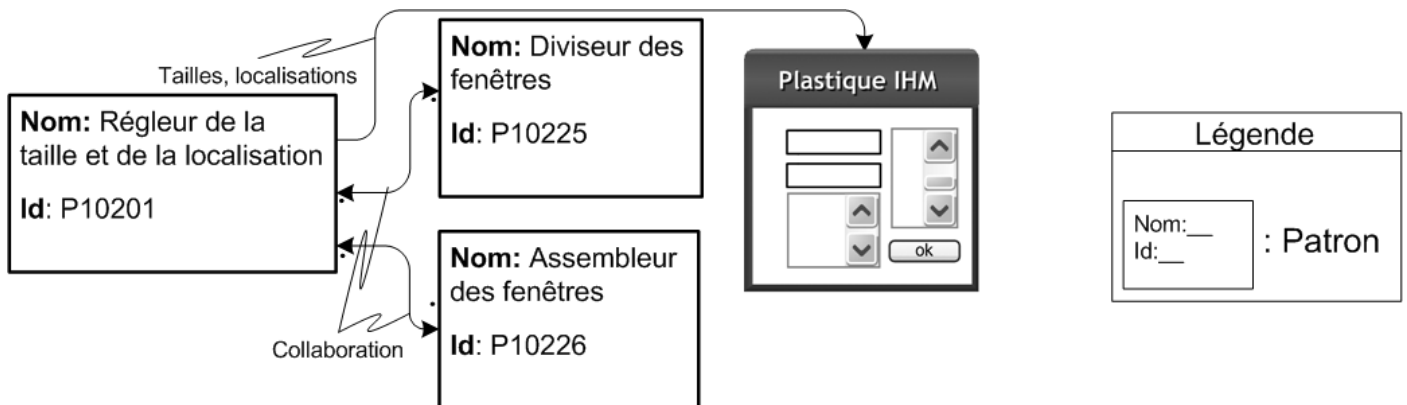 Tailles, localisations
Nom: Régleur de la
taille et de la localisation
Id: P10201
Nom: Diviseur des
fenêtres
Id: P10225
Collaboration
Nom: Assembleur
des fenêtres
Id: P10226
Plastique IHM
ok
Légende
Nom:__
Id:__
: Patron